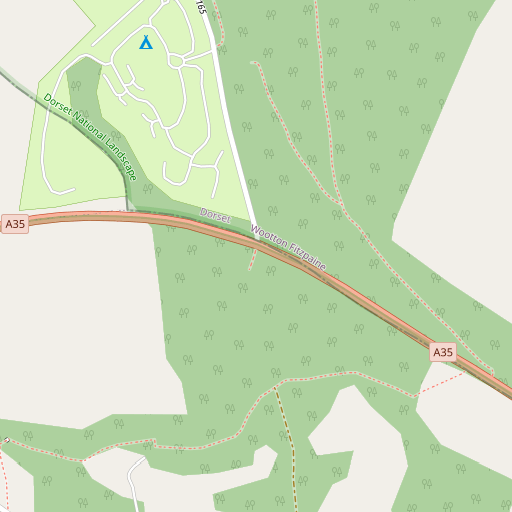 165
Dorset National Landscape
Dorset
Wootton Fitzpaine
A35
A35